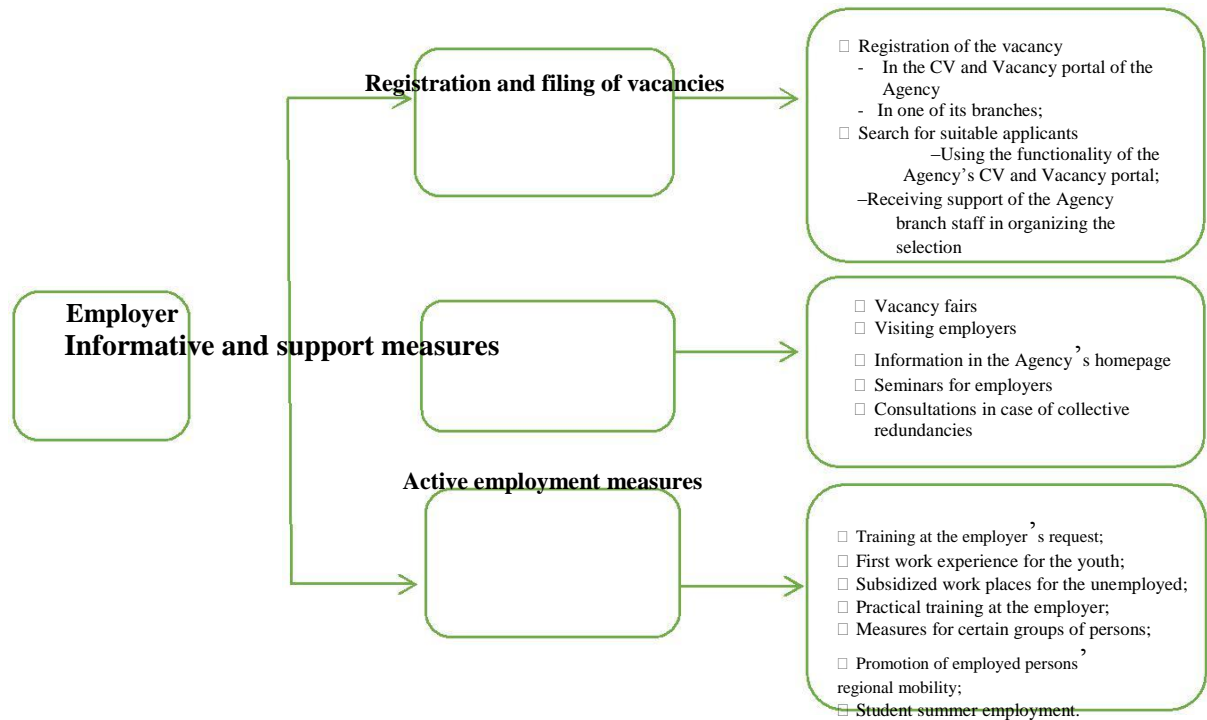 Registration and filing of vacancies
□ Registration of the vacancy
- In the CV and Vacancy portal of the
Agency
- In one of its branches;
□ Search for suitable applicants
–Using the functionality of the
Agency’s CV and Vacancy portal;
–Receiving support of the Agency
branch staff in organizing the
selection
Employer
Informative and support measures
□ Vacancy fairs
□ Visiting employers
□ Information in the Agency’s homepage
□ Seminars for employers
□ Consultations in case of collective
redundancies
Active employment measures
□ Training at the employer’s request;
□ First work experience for the youth;
□ Subsidized work places for the unemployed;
□ Practical training at the employer;
□ Measures for certain groups of persons;
□ Promotion of employed persons’
regional mobility;
□ Student summer employment.